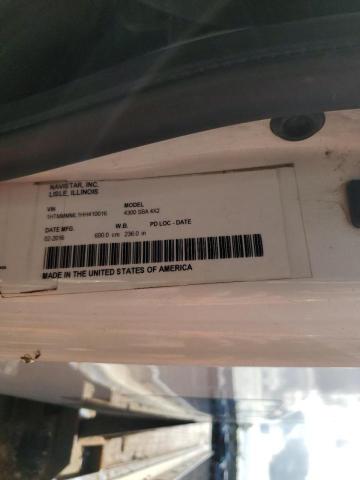 NAVISTAR, INC.
LISLE, ILLINOIS
VIN MODEL
1HTMMMML1HH410016 4300 SBA 4X2
DATE MFG. W.B. PD LOC - DATE
02-2016 600.0 cm 236.0 in
MADE IN THE UNITED STATES OF AMERICA